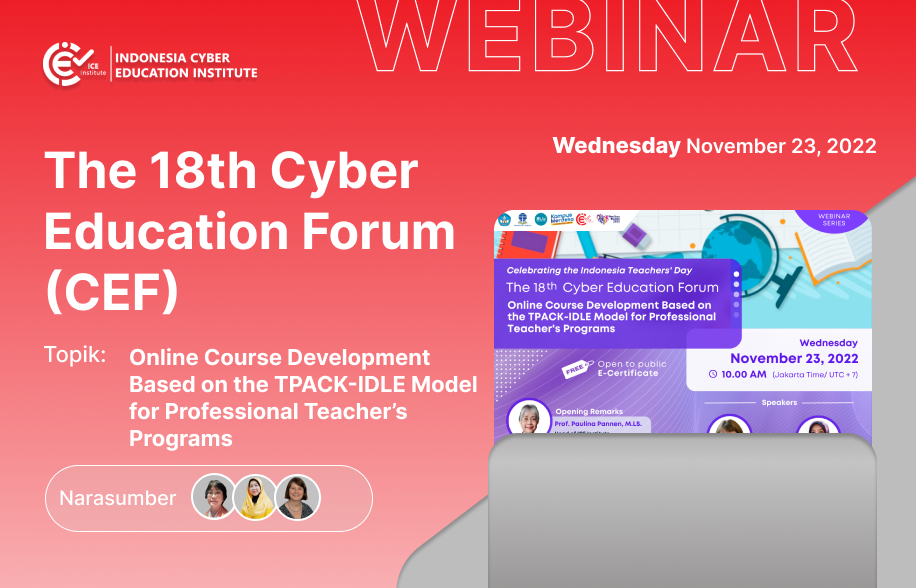 WEBINAR
ICE
Institute
INDONESIA CYBER
EDUCATION INSTITUTE
Wednesday November 23, 2022
The 18th Cyber
Education Forum
(CEF)
Topik:
Online Course Development
Based on the TPACK-IDLE Model
for Professional Teacher’s
Programs
Narasumber
Kampus
Merdeka
WEBINAR
SERIES
Celebrating the Indonesia Teachers' Day
The 18th Cyber Education Forum
Online Course Development Based on
the TPACK-IDLE Model for Professional
Teacher's Programs
Wednesday
November 23, 2022
10.00 AM (Jakarta Time/ UTC + 7)
FREE
Open to public
E-Certificate
Speakers
Opening Remarks
Prof. Paulina Pannen, M.LS.